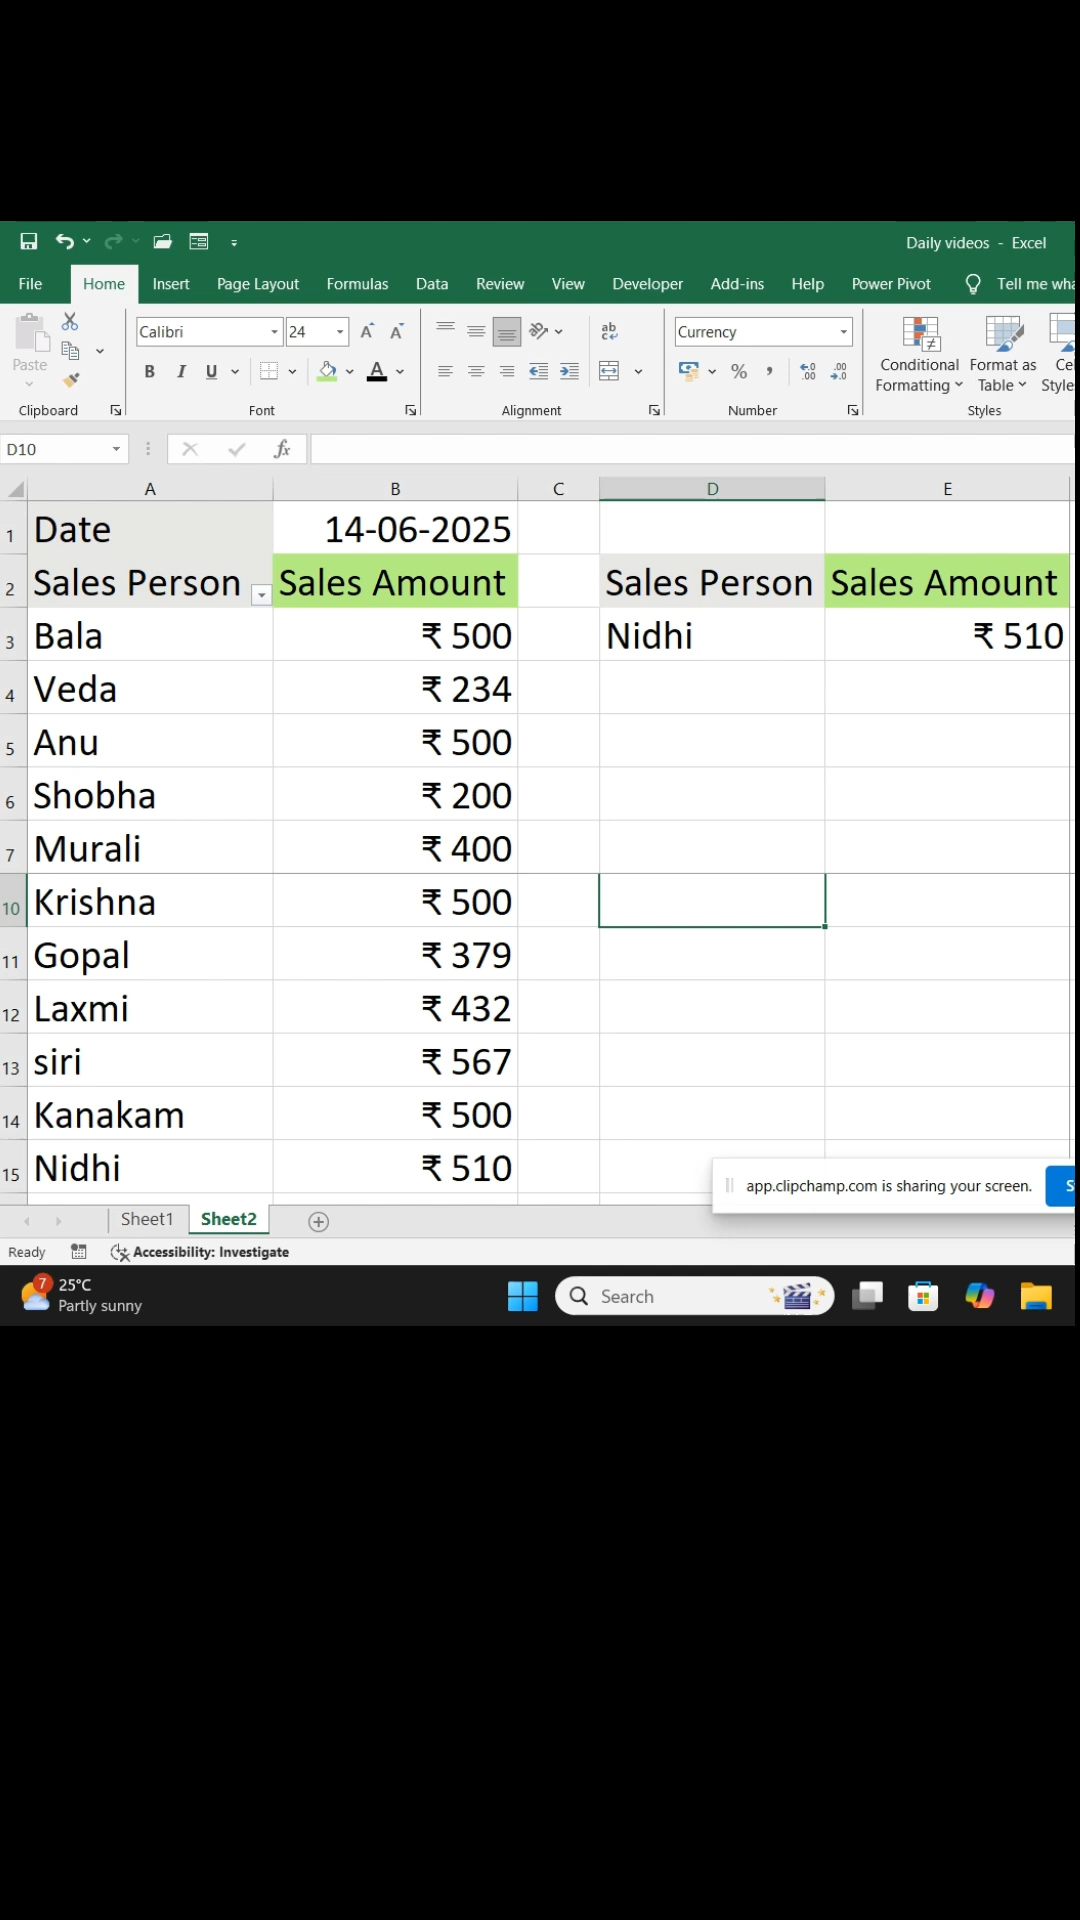 Daily videos - Excel
File Home Insert Page Layout Formulas Data Review View Developer Add-ins Help Power Pivot Tell me wha
Paste
Calibri 24
ab
Currency
Conditional Formatting
Format as Table
Ce
Style
B I U A
% ,
Clipboard Font Alignment Number Styles
D10 fx
A B C D E
1 Date 14-06-2025
2 Sales Person Sales Amount Sales Person Sales Amount
3 Bala ₹ 500 Nidhi ₹ 510
4 Veda ₹ 234
5 Anu ₹ 500
6 Shobha ₹ 200
7 Murali ₹ 400
10 Krishna ₹ 500
11 Gopal ₹ 379
12 Laxmi ₹ 432
13 siri ₹ 567
14 Kanakam ₹ 500
15 Nidhi ₹ 510
app.clipchamp.com is sharing your screen. S
Sheet1 Sheet2
Ready Accessibility: Investigate
7 25°C
Partly sunny
Search